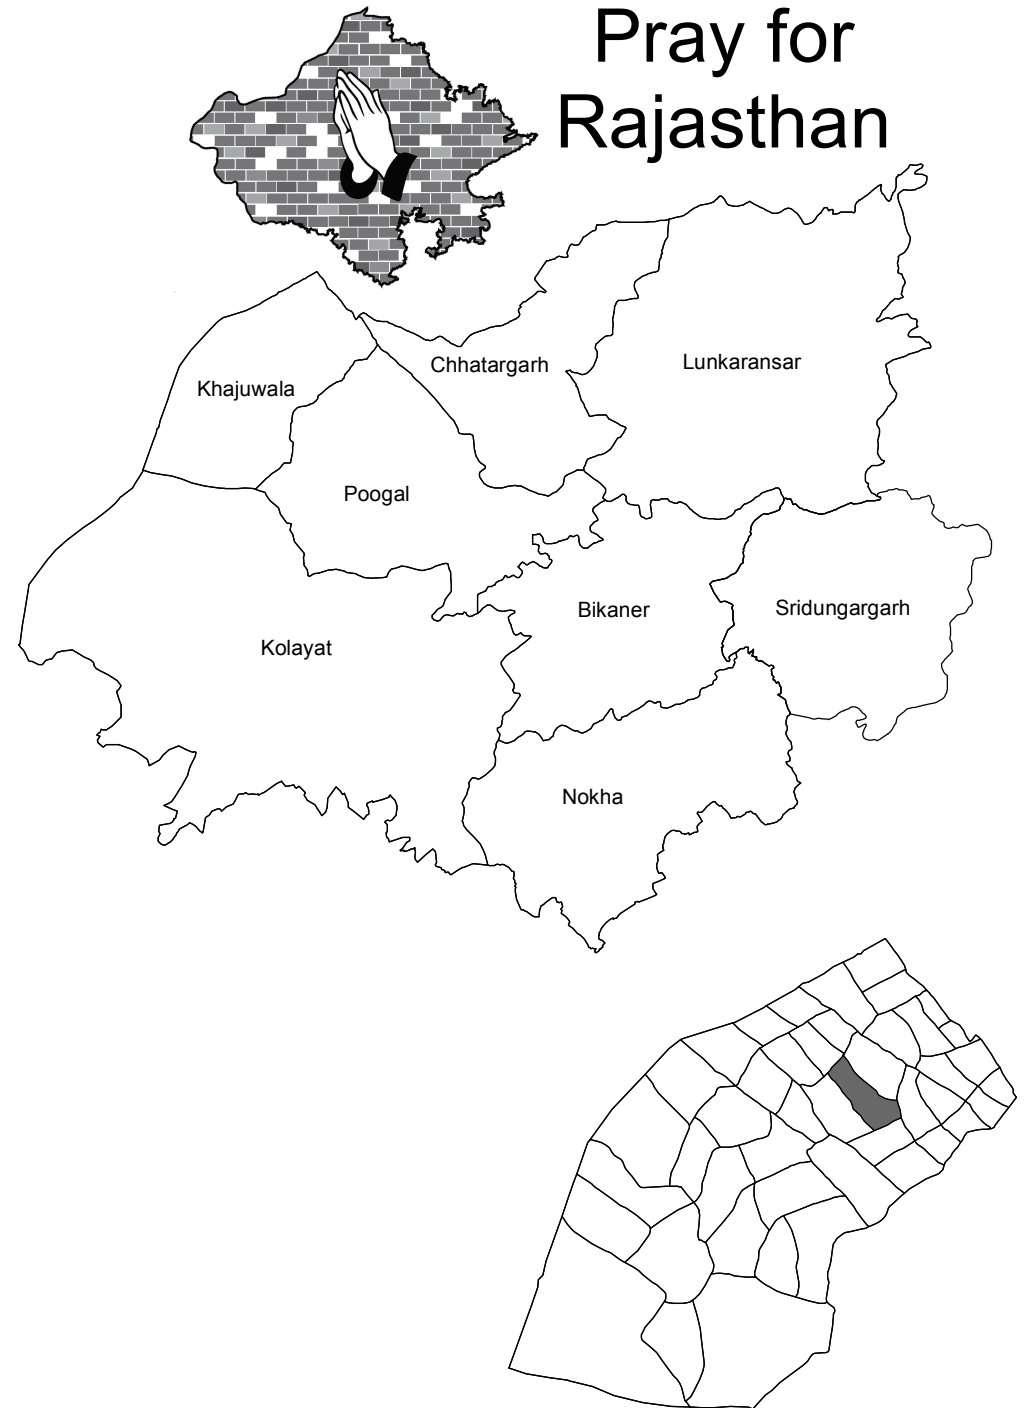 Pray for
Rajasthan
Chhatargarh
Lunkaransar
Khajuwala
Poogal
Bikaner
Sridungargarh
Kolayat
Nokha